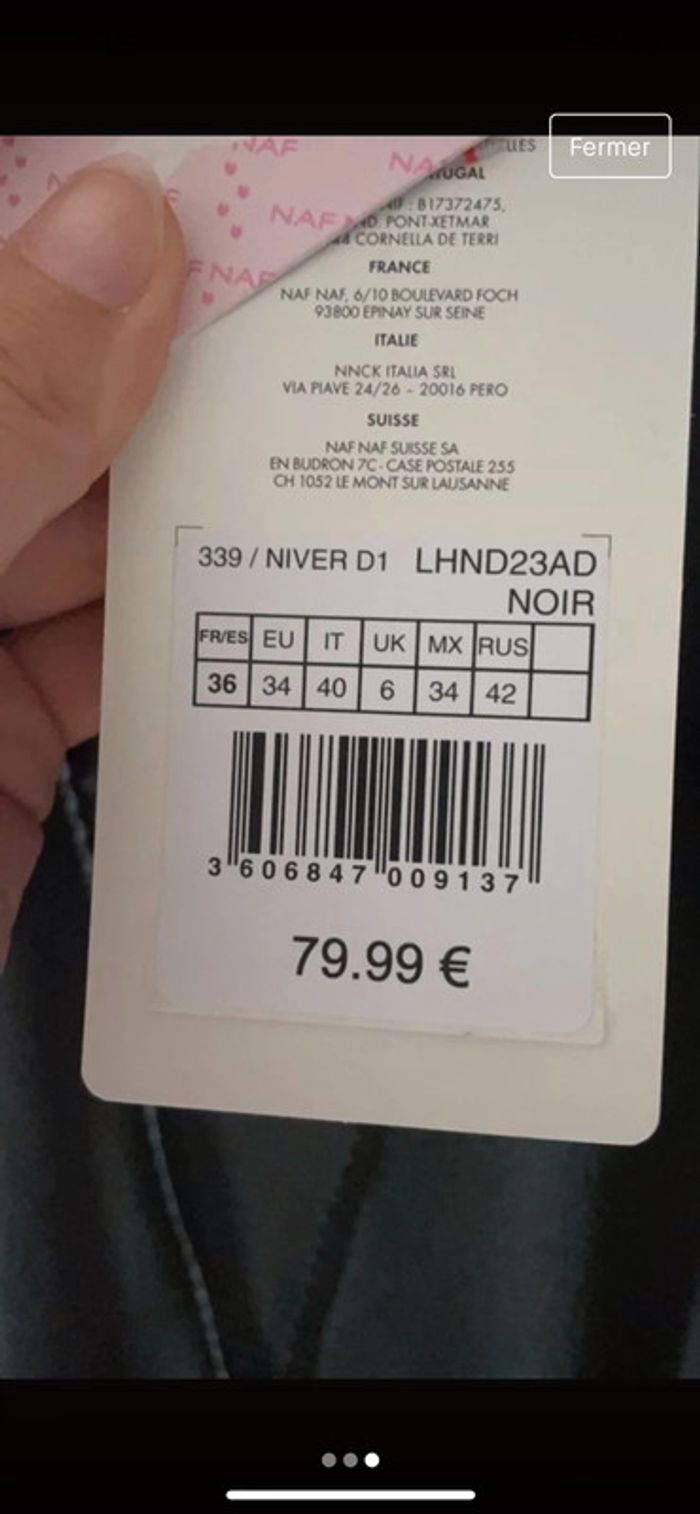 Fermer
NAF
NAF
: B17372475,
PONT-XETMAR
CORNELLA DE TERRI
FRANCE
NAF NAF, 6/10 BOULEVARD FOCH
93800 EPINAY SUR SEINE
ITALIE
NNCK ITALIA SRL
VIA PIAVE 24/26 - 20016 PERO
SUISSE
NAF NAF SUISSE SA
EN BUDRON 7C - CASE POSTALE 255
CH 1052 LE MONT SUR LAUSANNE
339 / NIVER D1 LHND23AD
NOIR
FR/ES EU IT UK MX RUS
36 34 40 6 34 42
3 606847 009137
79.99 €